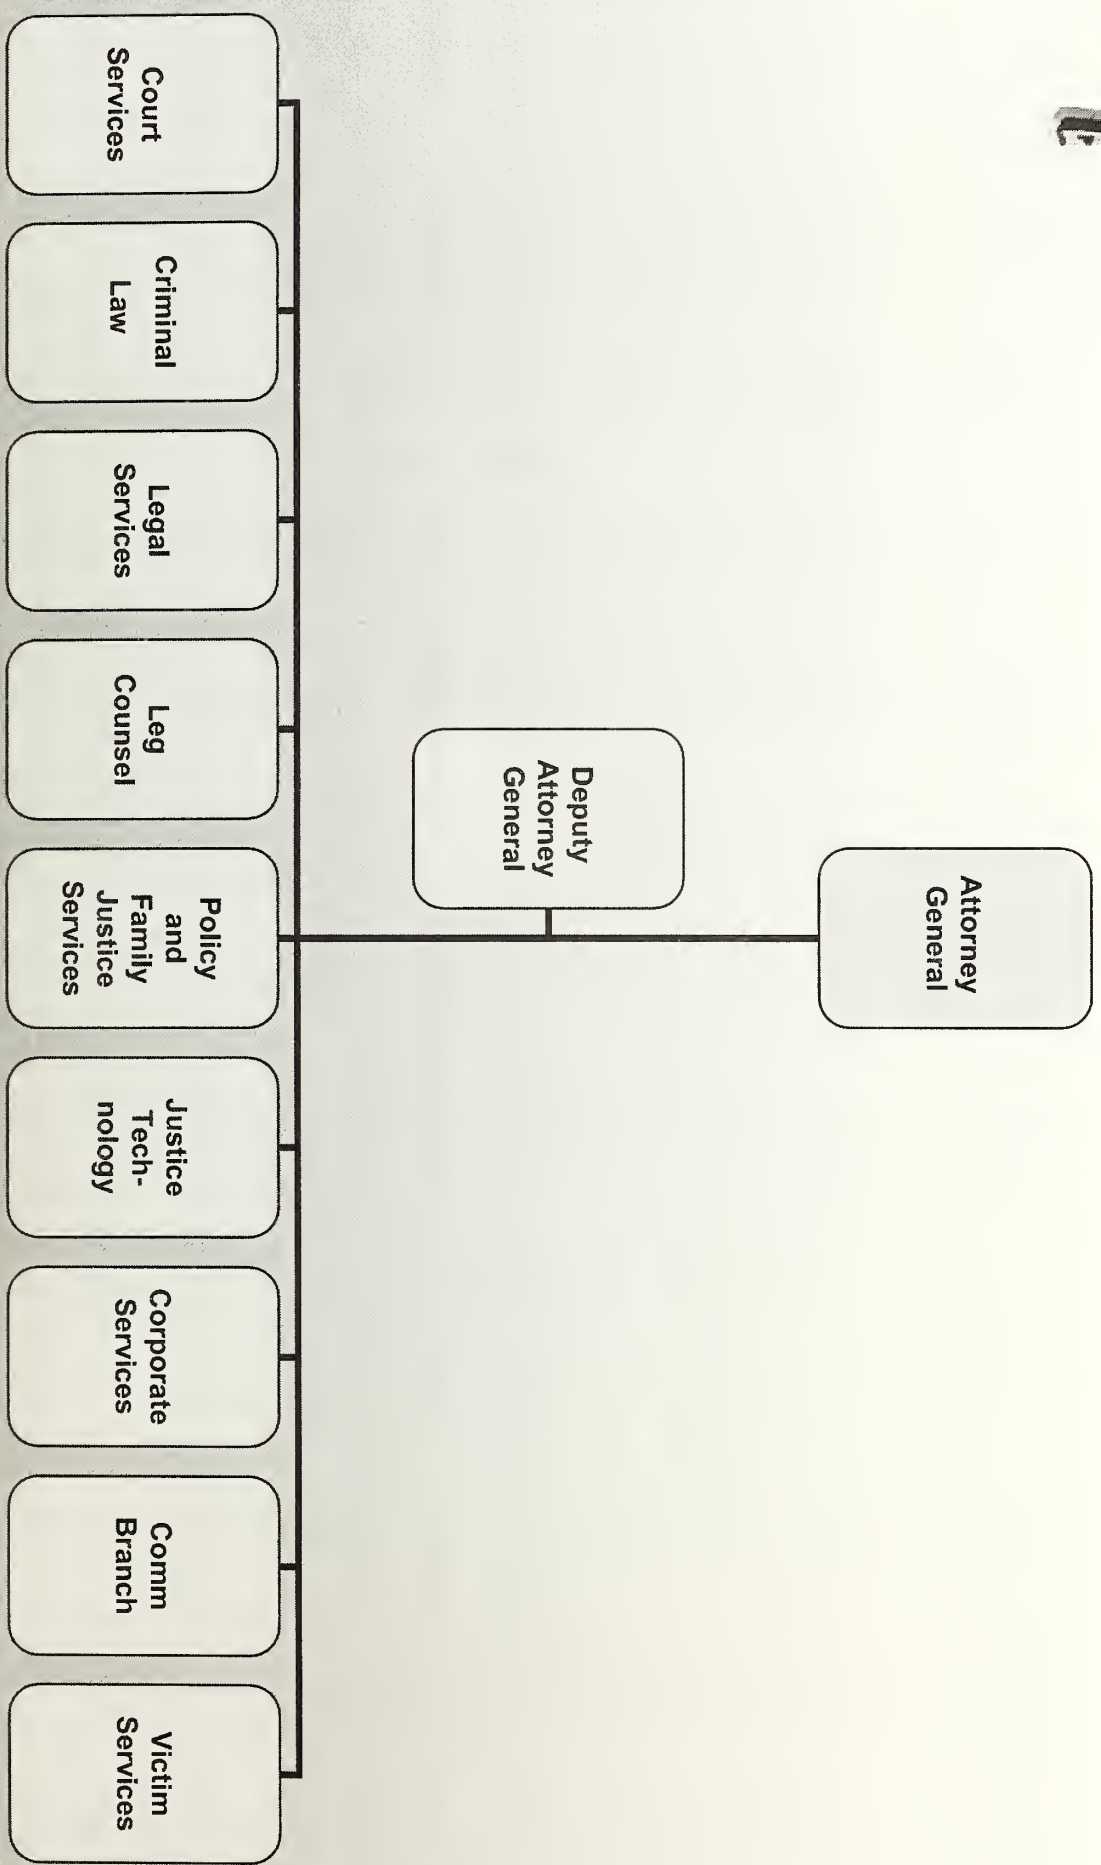 Attorney
General
Deputy
Attorney
General
Court
Services
Criminal
Law
Legal
Services
Leg
Counsel
Policy
and
Family
Justice
Services
Justice
Tech-
nology
Corporate
Services
Comm
Branch
Victim
Services